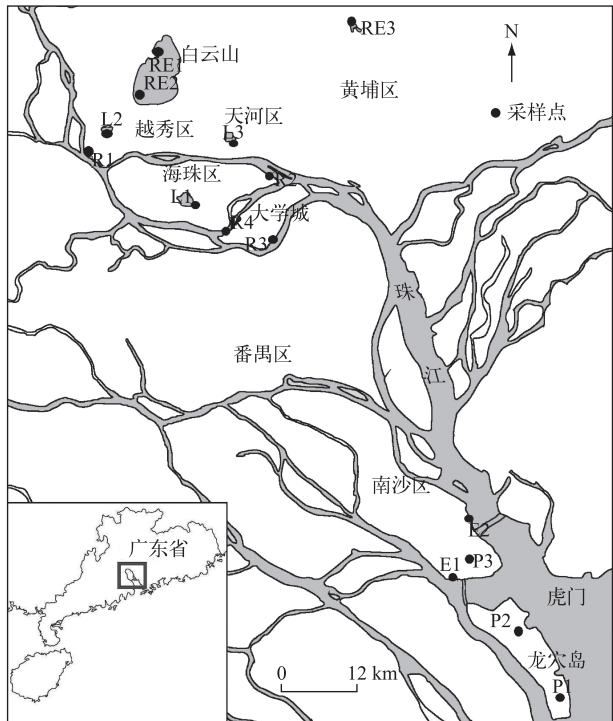 RE3
N
白云山
RE1
RE2
黄埔区
采样点
L2
越秀区
天河区
L3
R1
海珠区
R2
L1
大学城
R4
R3
珠
江
番禺区
南沙区
E2
P3
E1
广东省
虎门
P2
龙穴岛
P1
0 12 km